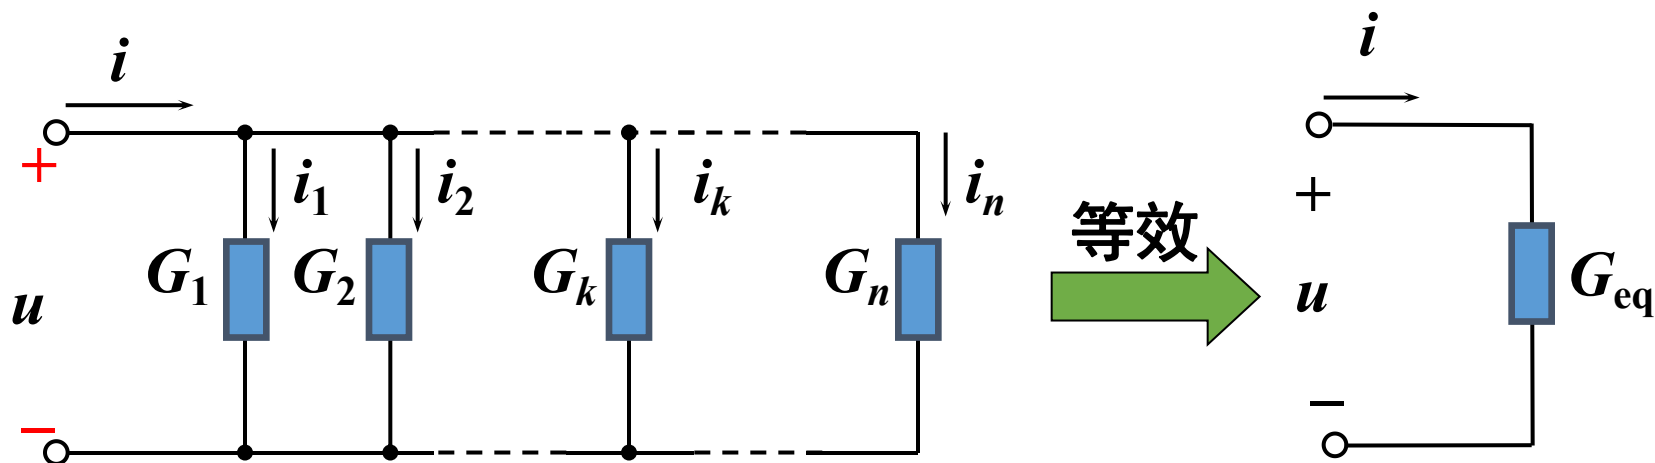 i
i
+
i1
i2
ik
in
等效
+
G1
G2
Gk
Gn
u
u
Geq
−
−